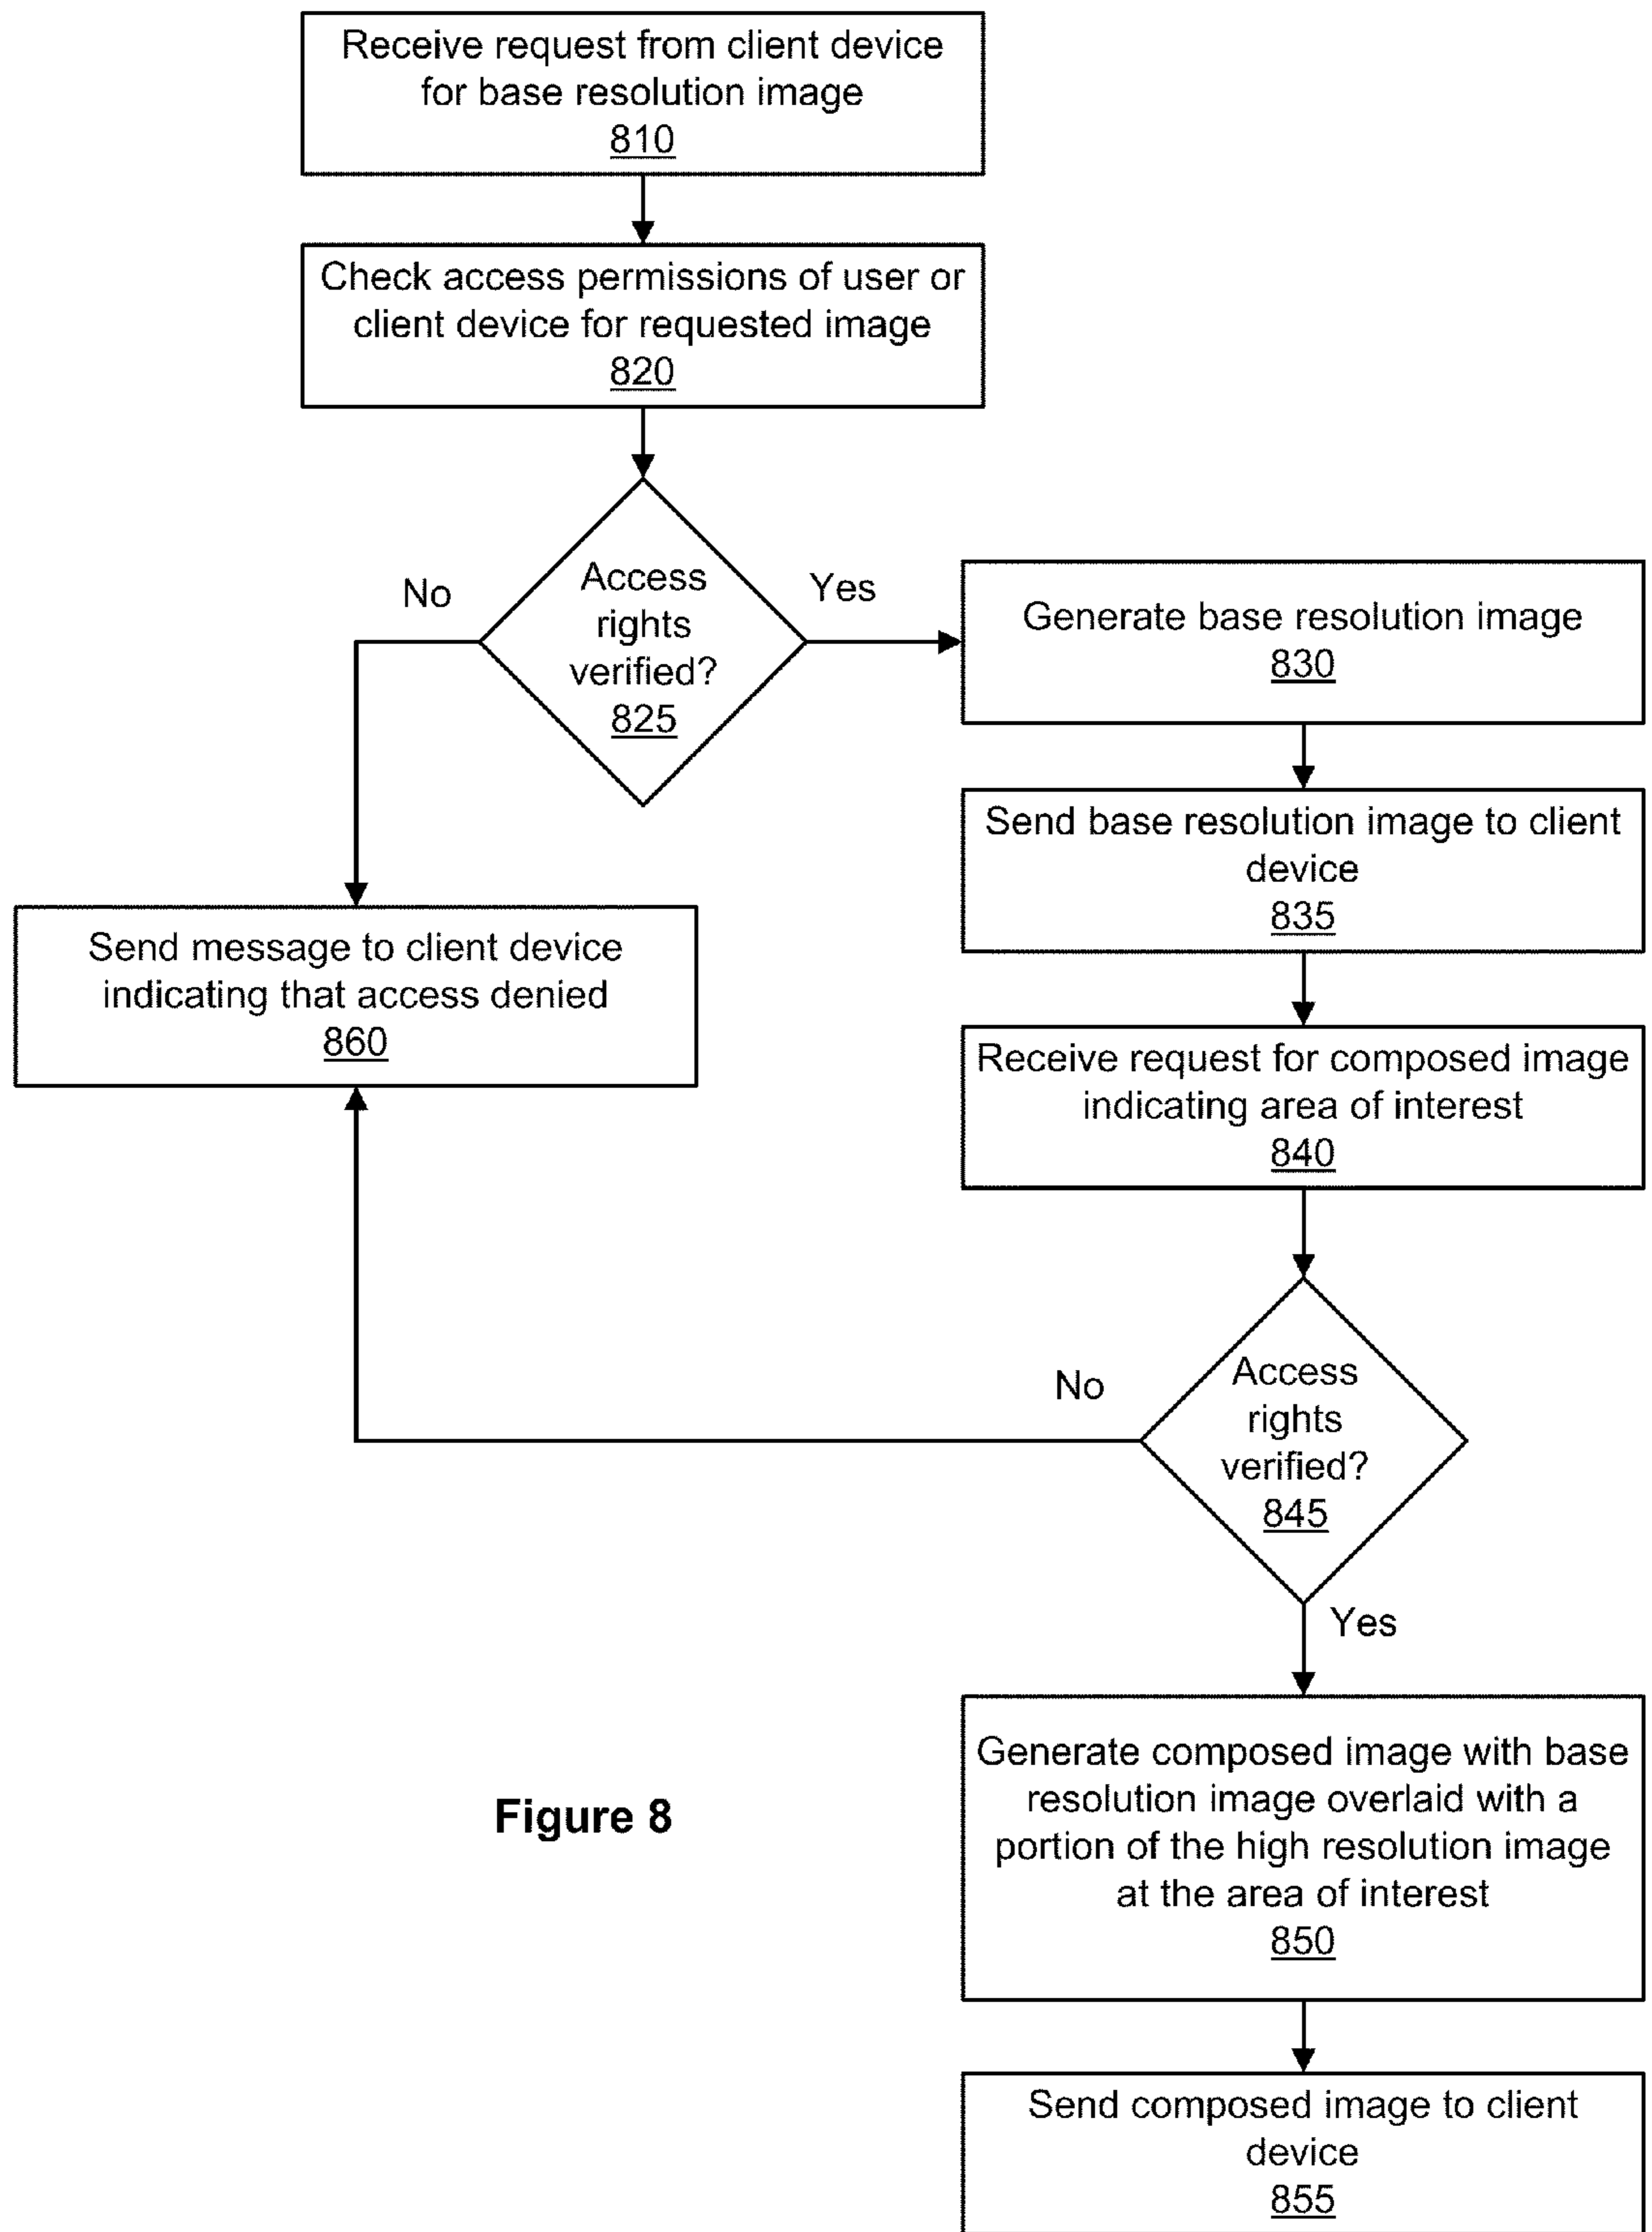 Receive request from client device
for base resolution image
810
Check access permissions of user or
client device for requested image
820
Access
rights
verified?
825
No
Yes
Generate base resolution image
830
Send base resolution image to client
device
835
Send message to client device
indicating that access denied
860
Receive request for composed image
indicating area of interest
840
Access
rights
verified?
845
No
Yes
Generate composed image with base
resolution image overlaid with a
portion of the high resolution image
at the area of interest
850
Figure 8
Send composed image to client
device
855